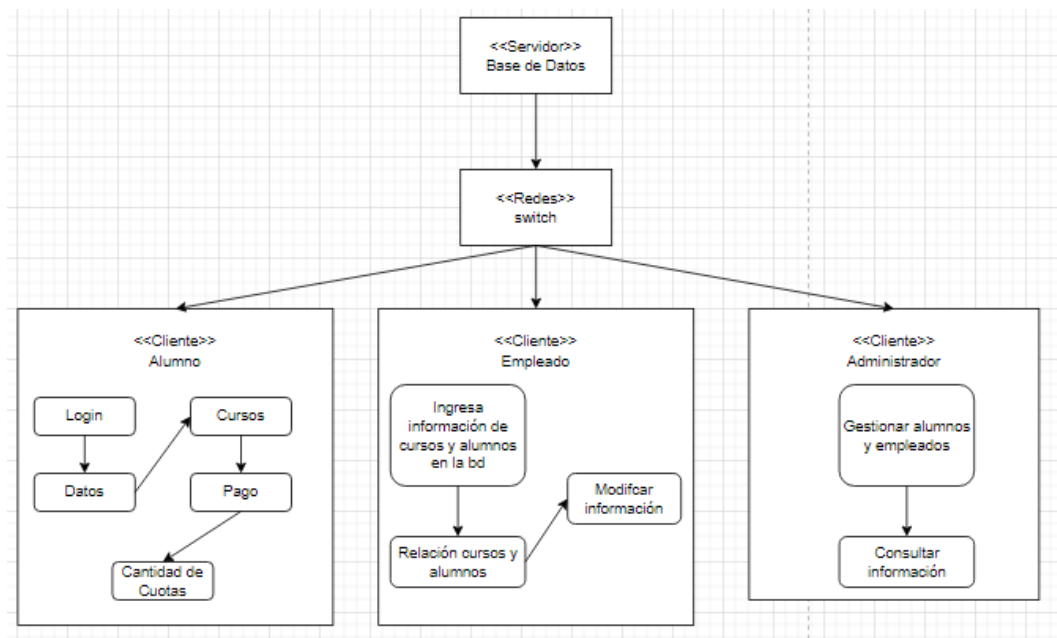 <<Servidor>>
Base de Datos
<<Redes>>
switch
<<Cliente>>
Alumno
Login
Datos
Cursos
Pago
Cantidad de
Cuotas
<<Cliente>>
Empleado
Ingresa
información de
cursos y alumnos
en la bd
Relación cursos y
alumnos
Modifcar
información
<<Cliente>>
Administrador
Gestionar alumnos
y empleados
Consultar
información